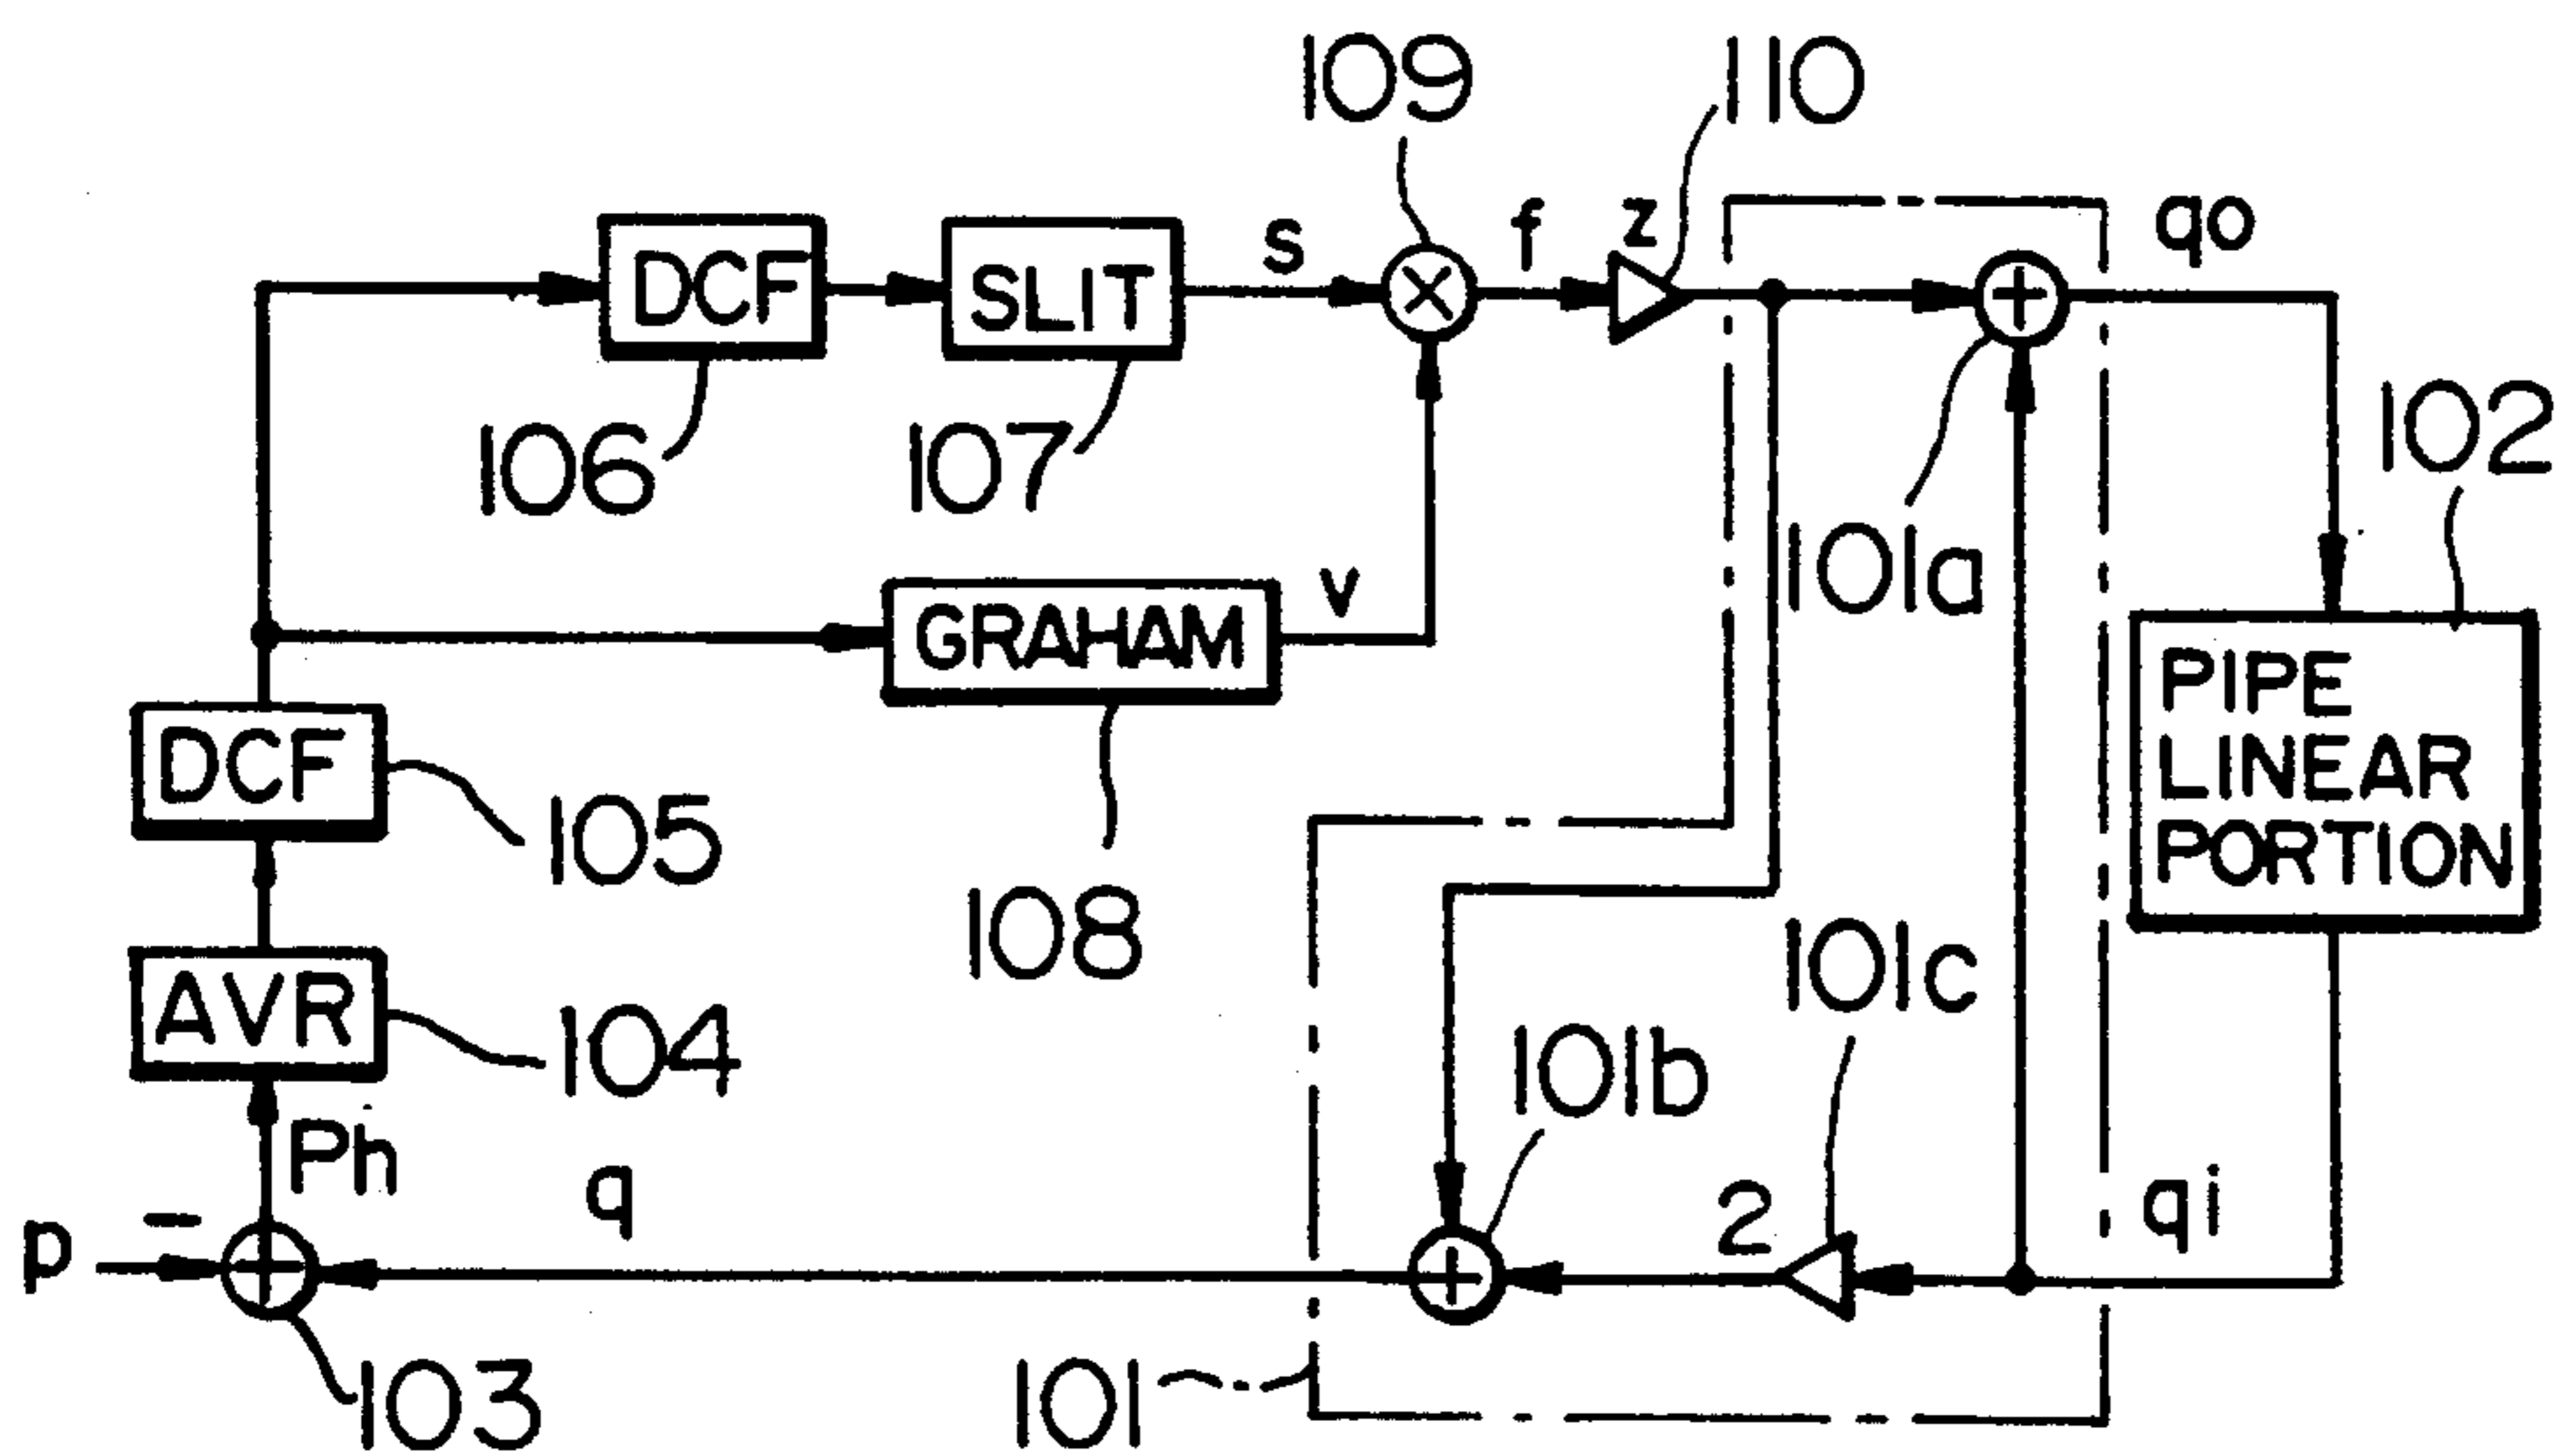 109
110
s
f
z
qo
DCF
SLIT
106
107
102
101a
v
GRAHAM
PIPE
LINEAR
PORTION
DCF
105
108
101c
AVR
104
101b
Ph
q
2
qi
p
−
103
101